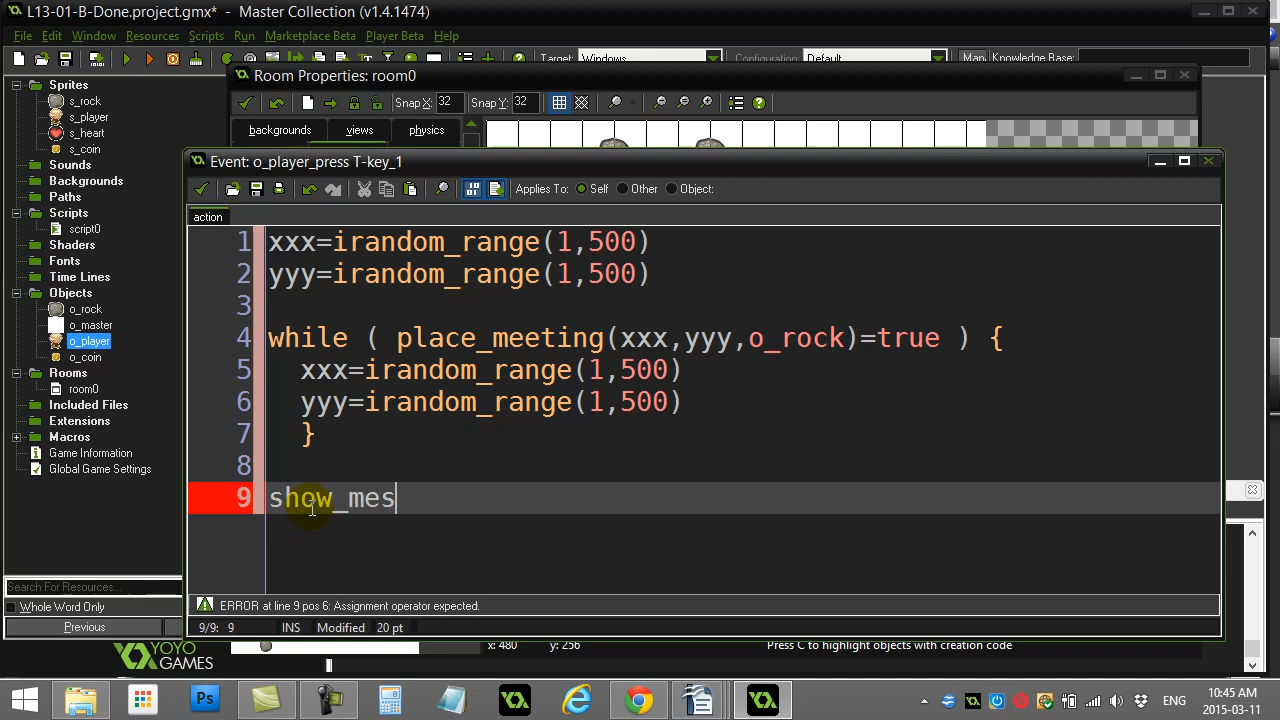 L13-01-B-Done.project.gmx* - Master Collection (v1.4.1474)
File Edit Window Resources Scripts Run Marketplace Beta Player Beta Help
Target: Windows Configuration: Default Man. Knowledge Base:
Sprites
s_rock
s_player
s_heart
s_coin
Sounds
Backgrounds
Paths
Scripts
script0
Shaders
Fonts
Time Lines
Objects
o_rock
o_master
o_player
o_coin
Rooms
room0
Included Files
Extensions
Macros
Game Information
Global Game Settings
Search For Resources...
Whole Word Only
Previous
Room Properties: room0
Snap X: 32 Snap Y: 32
backgrounds views physics
Event: o_player_press T-key_1
Applies To: Self Other Object:
action
1 xxx=irandom_range(1,500)
2 yyy=irandom_range(1,500)
3
4 while ( place_meeting(xxx,yyy,o_rock)=true ) {
5 xxx=irandom_range(1,500)
6 yyy=irandom_range(1,500)
7 }
8
9 show_mes
ERROR at line 9 pos 6: Assignment operator expected.
9/9: 9 INS Modified 20 pt
YOYO GAMES
x: 480 y: 256 Press C to highlight objects with creation code
Ps
ENG
10:45 AM
2015-03-11